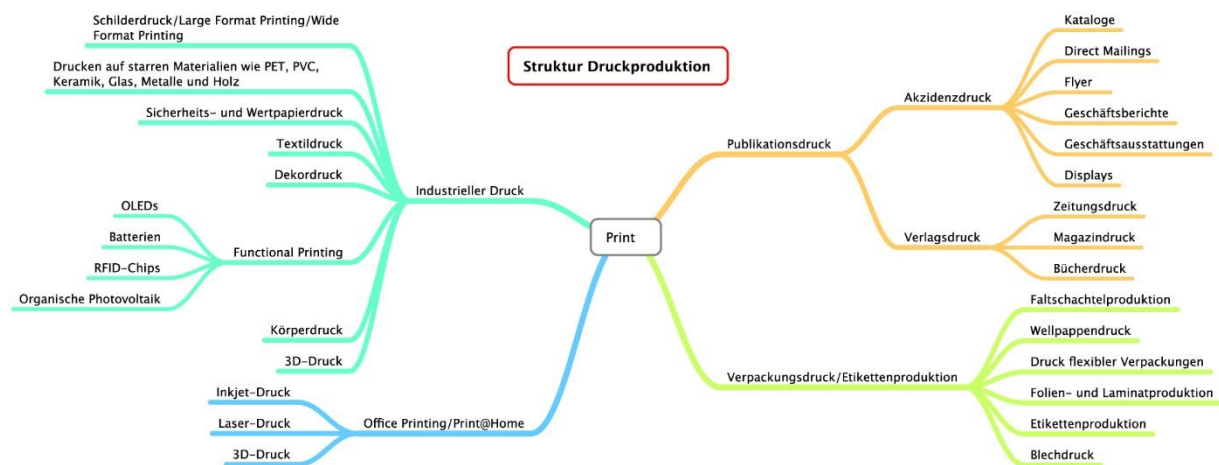 Struktur Druckproduktion
Print
Industrieller Druck
Schilderdruck/Large Format Printing/Wide
Format Printing
Drucken auf starren Materialien wie PET, PVC,
Keramik, Glas, Metalle und Holz
Sicherheits- und Wertpapierdruck
Textildruck
Dekordruck
Functional Printing
OLEDs
Batterien
RFID-Chips
Organische Photovoltaik
Körperdruck
3D-Druck
Office Printing/Print@Home
Inkjet-Druck
Laser-Druck
3D-Druck
Publikationsdruck
Akzidenzdruck
Kataloge
Direct Mailings
Flyer
Geschäftsberichte
Geschäftsausstattungen
Displays
Verlagsdruck
Zeitungsdruck
Magazindruck
Bücherdruck
Verpackungsdruck/Etikettenproduktion
Faltschachtelproduktion
Wellpappendruck
Druck flexibler Verpackungen
Folien- und Laminatproduktion
Etikettenproduktion
Blechdruck